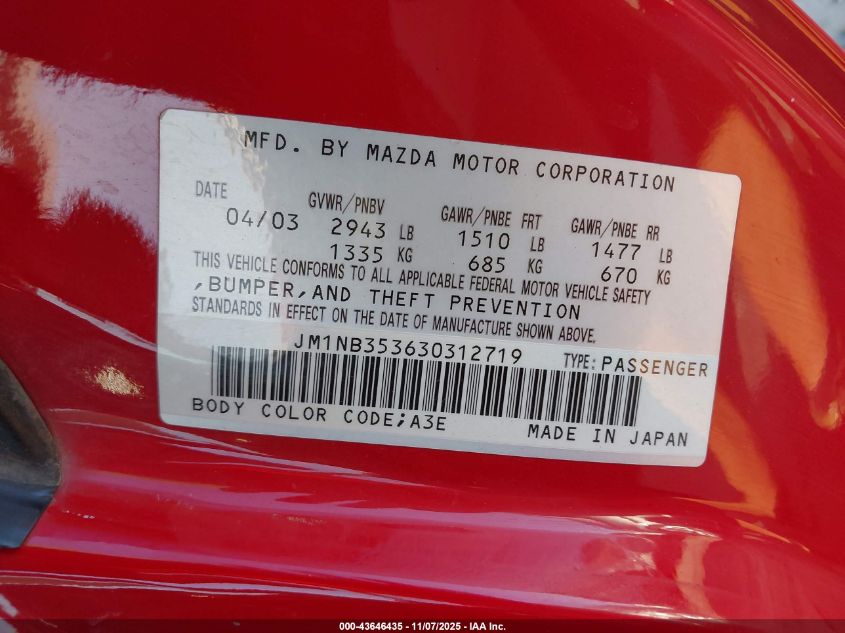 MFD. BY MAZDA MOTOR CORPORATION
DATE GVWR/PNBV GAWR/PNBE FRT GAWR/PNBE RR
04/03 2943 LB 1510 LB 1477 LB
1335 KG 685 KG 670 KG
THIS VEHICLE CONFORMS TO ALL APPLICABLE FEDERAL MOTOR VEHICLE SAFETY
,BUMPER,AND THEFT PREVENTION
STANDARDS IN EFFECT ON THE DATE OF MANUFACTURE SHOWN ABOVE.
JM1NB353630312719 TYPE: PASSENGER
BODY COLOR CODE;A3E MADE IN JAPAN
000-43646435 - 11/07/2025 - IAA Inc.